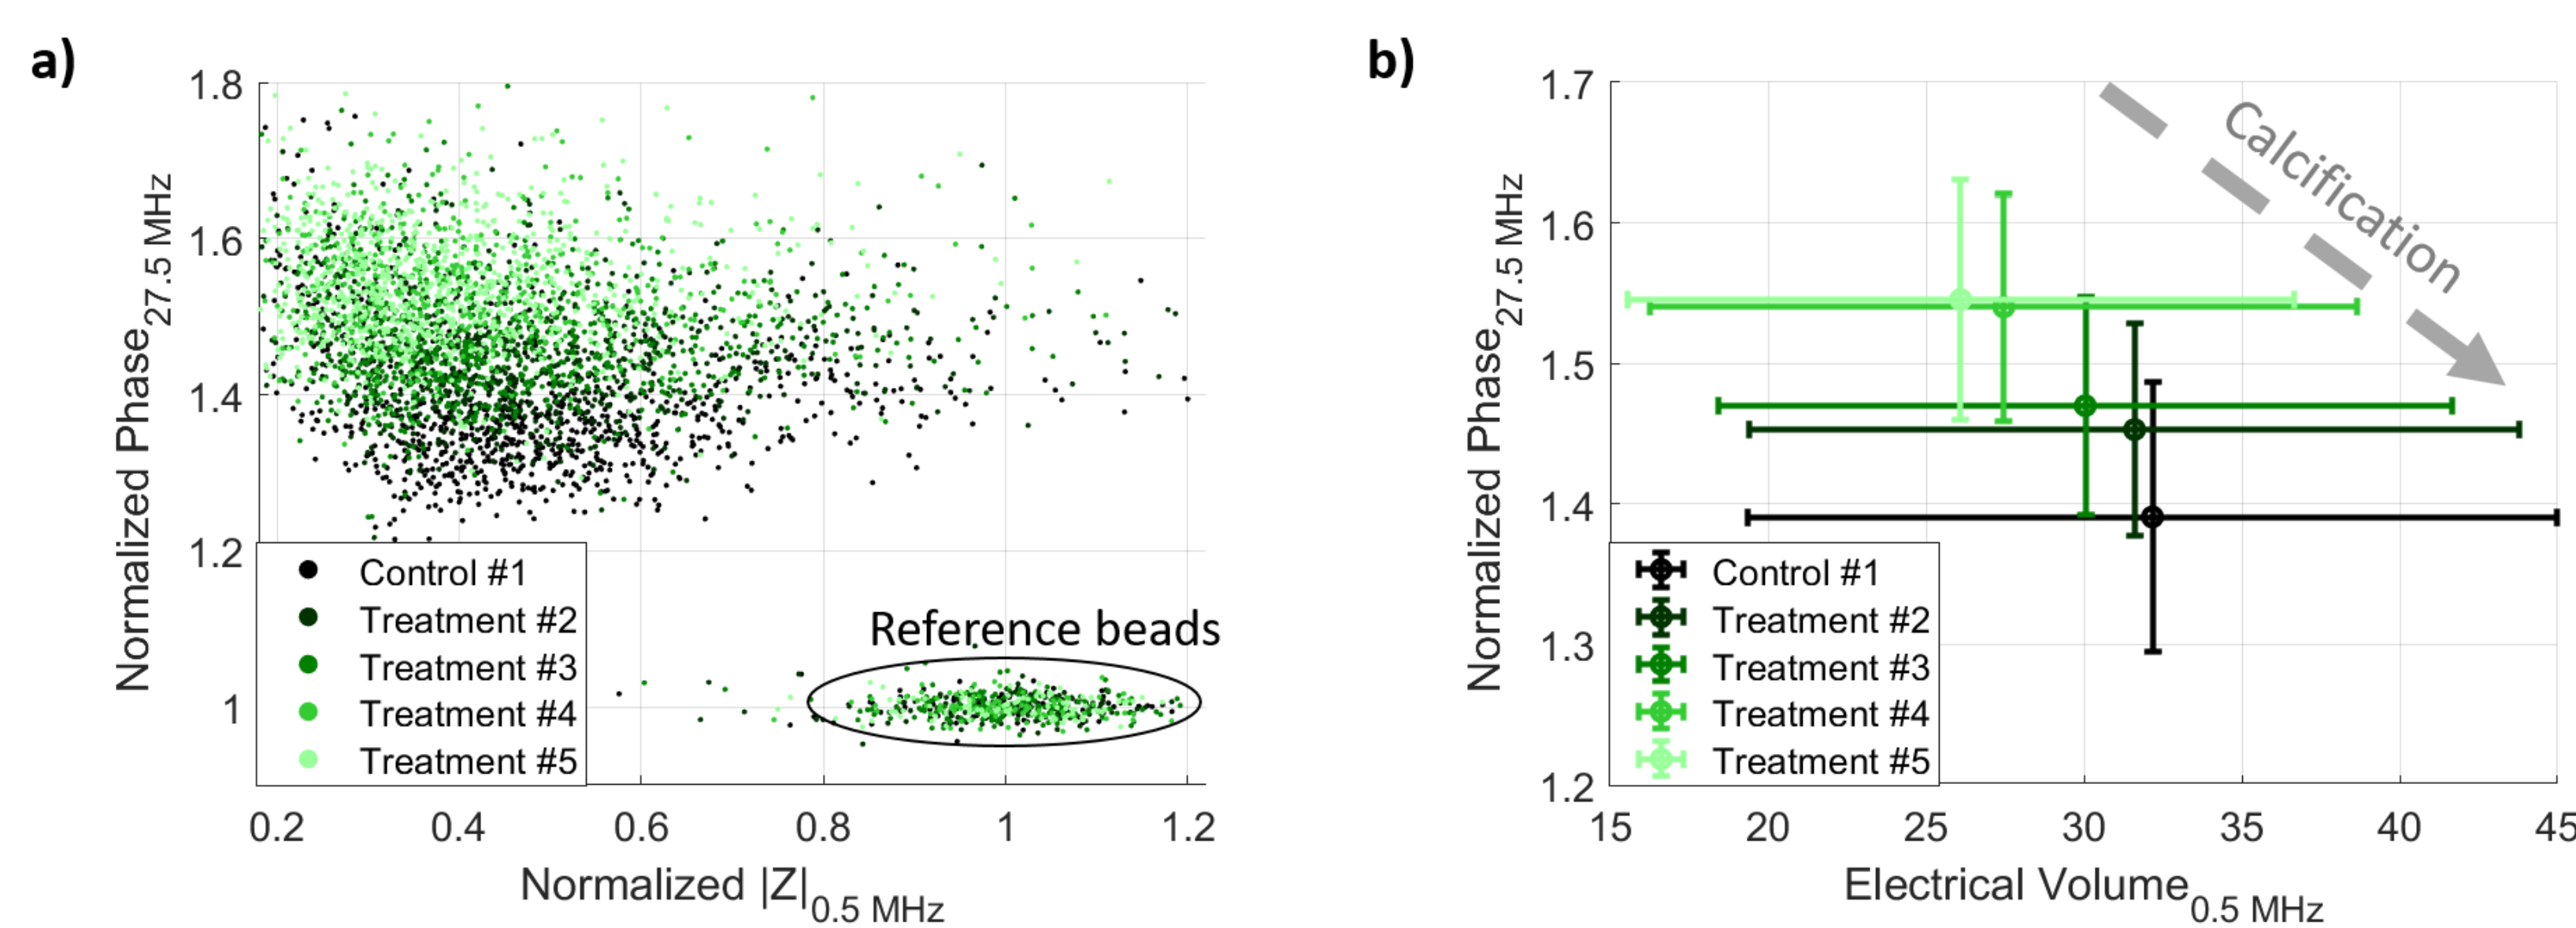 a)
1.8
1.6
1.4
1.2
1
Normalized Phase27.5 MHz
Control #1
Treatment #2
Treatment #3
Treatment #4
Treatment #5
Reference beads
0.2 0.4 0.6 0.8 1 1.2
Normalized |Z|0.5 MHz
b)
1.7
1.6
1.5
1.4
1.3
1.2
Normalized Phase27.5 MHz
Calcification
Control #1
Treatment #2
Treatment #3
Treatment #4
Treatment #5
15 20 25 30 35 40 45
Electrical Volume0.5 MHz